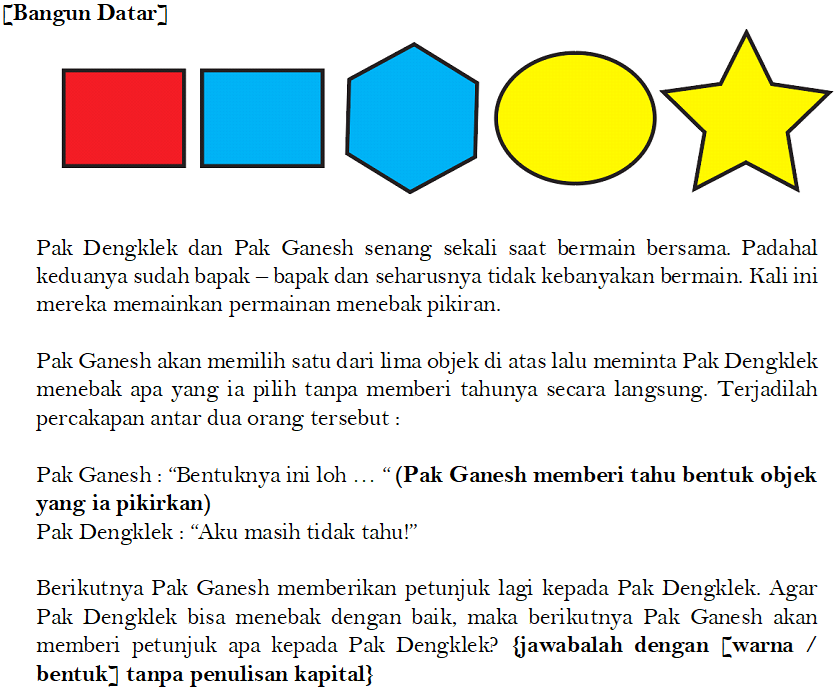 [Bangun Datar]
Pak Dengklek dan Pak Ganesh senang sekali saat bermain bersama. Padahal
keduanya sudah bapak – bapak dan seharusnya tidak kebanyakan bermain. Kali ini
mereka memainkan permainan menebak pikiran.
Pak Ganesh akan memilih satu dari lima objek di atas lalu meminta Pak Dengklek
menebak apa yang ia pilih tanpa memberi tahunya secara langsung. Terjadilah
percakapan antar dua orang tersebut :
Pak Ganesh : “Bentuknya ini loh … “ (Pak Ganesh memberi tahu bentuk objek
yang ia pikirkan)
Pak Dengklek : “Aku masih tidak tahu!”
Berikutnya Pak Ganesh memberikan petunjuk lagi kepada Pak Dengklek. Agar
Pak Dengklek bisa menebak dengan baik, maka berikutnya Pak Ganesh akan
memberi petunjuk apa kepada Pak Dengklek? {jawabalah dengan [warna /
bentuk] tanpa penulisan kapital}